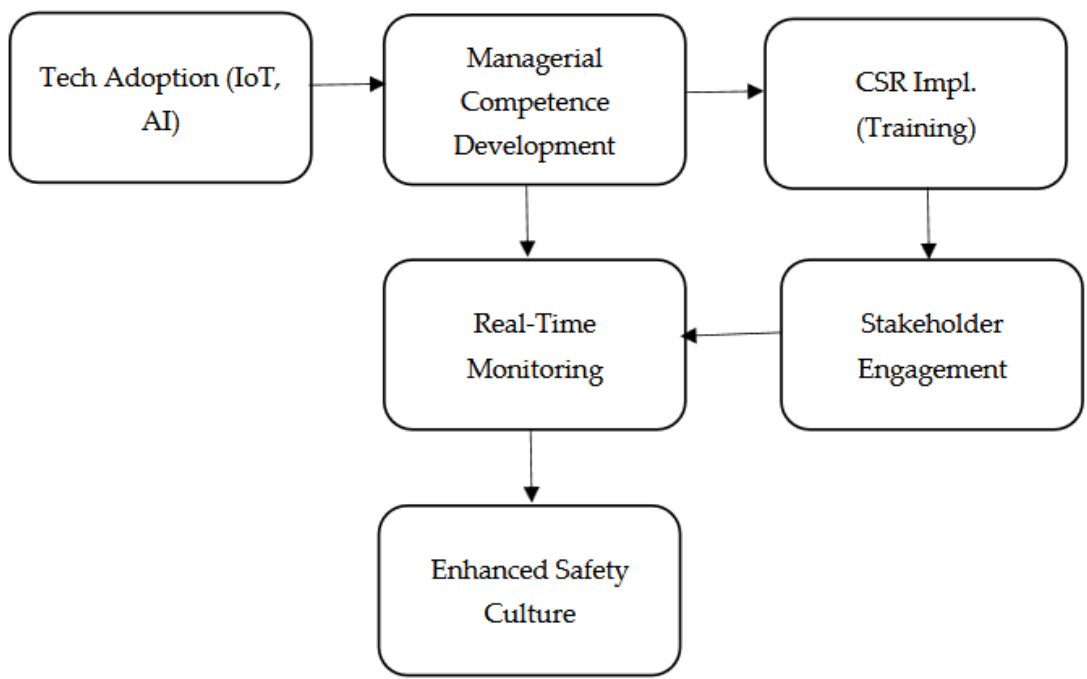 Tech Adoption (IoT,
AI)
Managerial
Competence
Development
CSR Impl.
(Training)
Real-Time
Monitoring
Stakeholder
Engagement
Enhanced Safety
Culture